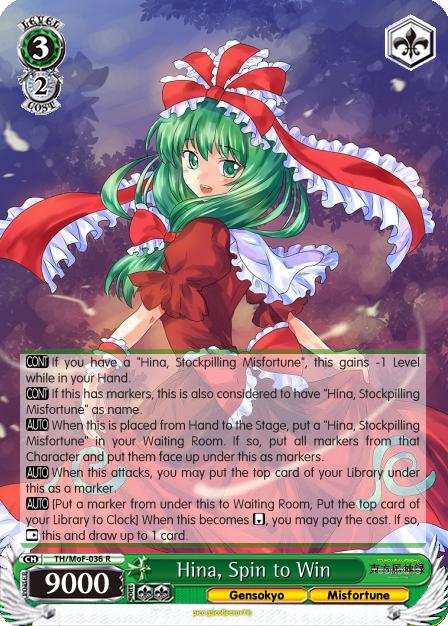 LEVEL
3
2
COST
CONT If you have a "Hina, Stockpilling Misfortune", this gains -1 Level
while in your Hand.
CONT If this has markers, this is also considered to have "Hina, Stockpilling
Misfortune" as name.
AUTO When this is placed from Hand to the Stage, put a "Hina, Stockpilling
Misfortune" in your Waiting Room. If so, put all markers from that
Character and put them face up under this as markers.
AUTO When this attacks, you may put the top card of your Library under
this as a marker.
AUTO [Put a marker from under this to Waiting Room, Put the top card of
your Library to Clock] When this becomes , you may pay the cost. If so,
this and draw up to 1 card.
CH TH/MoF-036 R
POWER 9000 SOUL Hina, Spin to Win
Gensokyo Misfortune